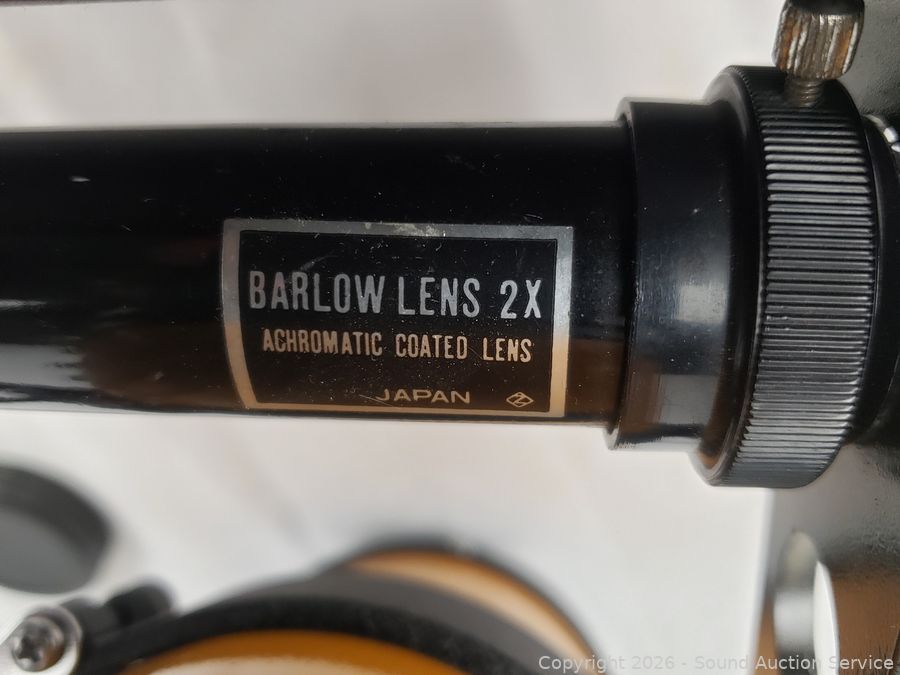 BARLOW LENS 2X
ACHROMATIC COATED LENS
JAPAN
Copyright 2026 - Sound Auction Service